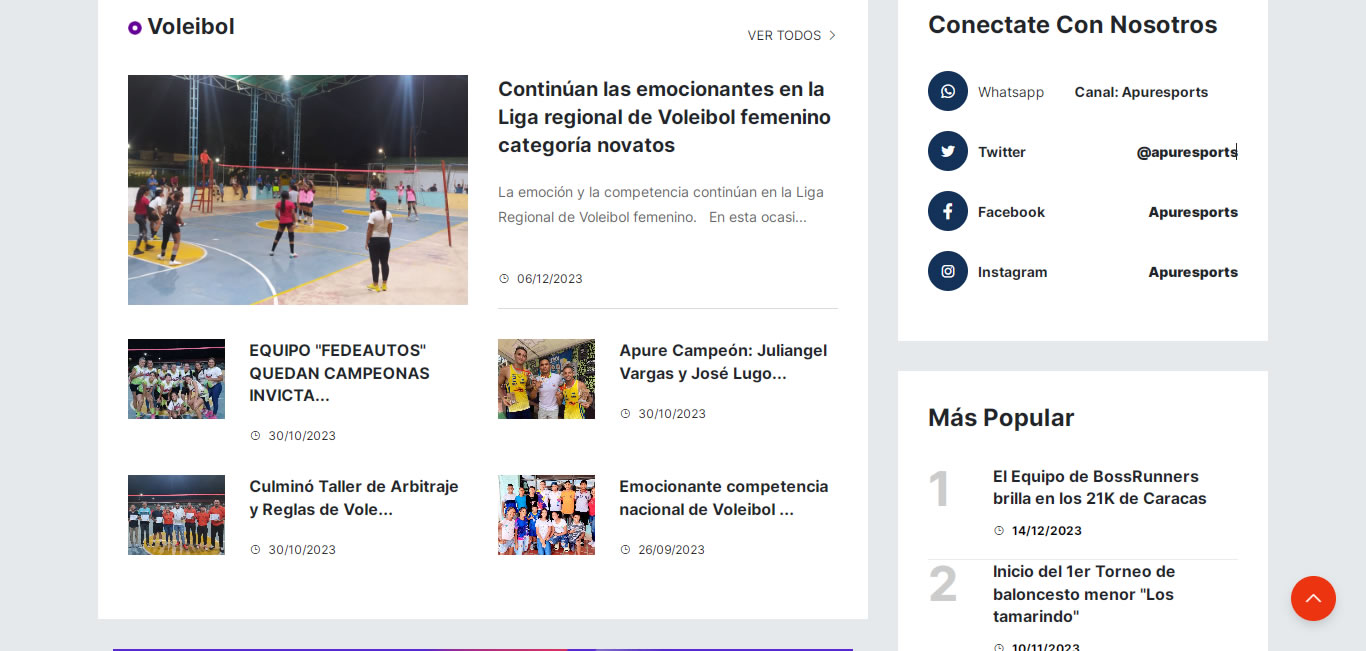 Voleibol
VER TODOS
Continúan las emocionantes en la
Liga regional de Voleibol femenino
categoría novatos
La emoción y la competencia continúan en la Liga
Regional de Voleibol femenino. En esta ocasi...
06/12/2023
EQUIPO "FEDEAUTOS"
QUEDAN CAMPEONAS
INVICTA...
30/10/2023
Apure Campeón: Juliangel
Vargas y José Lugo...
30/10/2023
Culminó Taller de Arbitraje
y Reglas de Vole...
30/10/2023
Emocionante competencia
nacional de Voleibol ...
26/09/2023
Conectate Con Nosotros
Whatsapp Canal: Apuresports
Twitter @apuresports
Facebook Apuresports
Instagram Apuresports
Más Popular
1
El Equipo de BossRunners
brilla en los 21K de Caracas
14/12/2023
2
Inicio del 1er Torneo de
baloncesto menor "Los
tamarindo"
10/11/2023